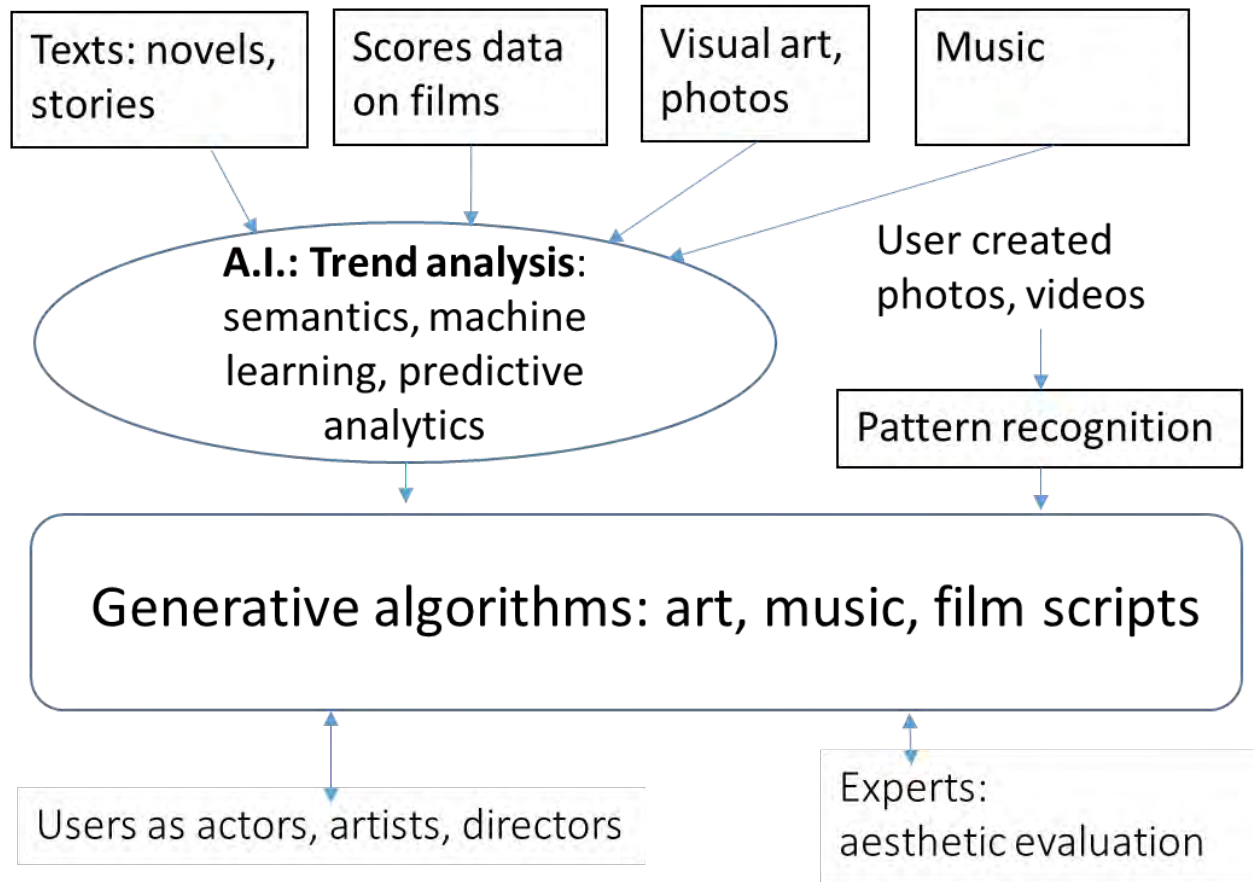 Texts: novels,
stories
Scores data
on films
Visual art,
photos
Music
A.I.: Trend analysis:
semantics, machine
learning, predictive
analytics
User created
photos, videos
Pattern recognition
Generative algorithms: art, music, film scripts
Users as actors, artists, directors
Experts:
aesthetic evaluation